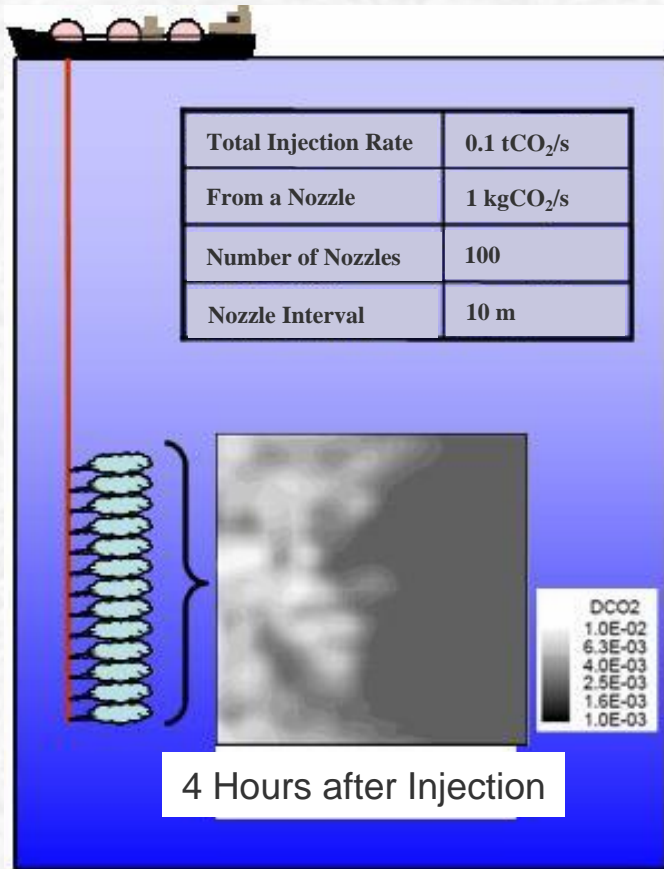 Total Injection Rate 0.1 tCO₂/s
From a Nozzle 1 kgCO₂/s
Number of Nozzles 100
Nozzle Interval 10 m
DCO2
1.0E-02
6.3E-03
4.0E-03
2.5E-03
1.6E-03
1.0E-03
4 Hours after Injection